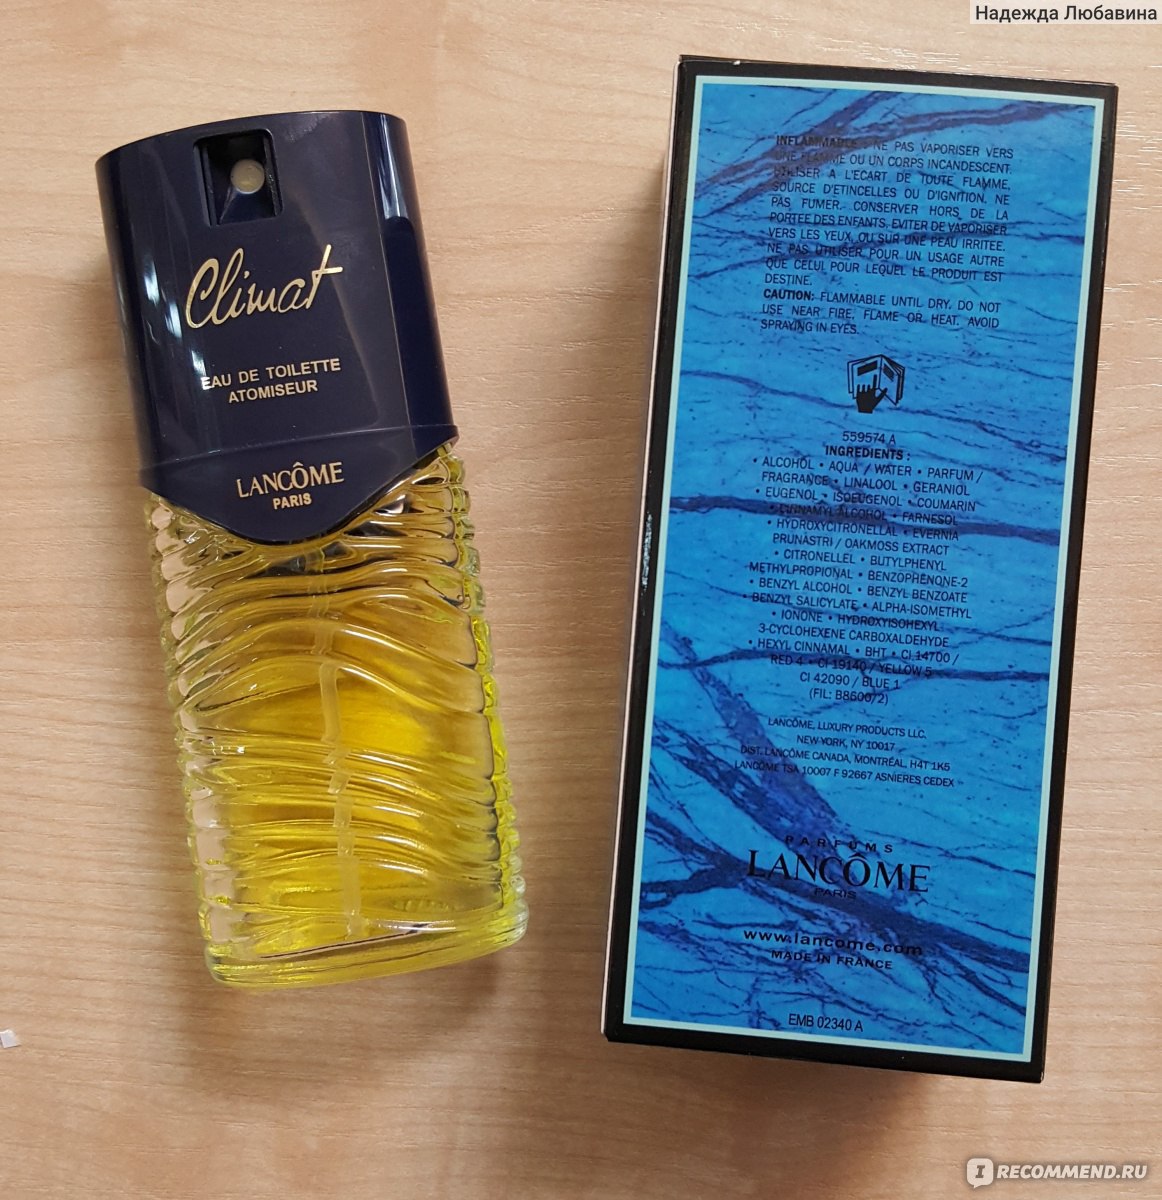 Надежда Любавина
Climat
EAU DE TOILETTE
ATOMISEUR
LANCÔME
PARIS
INFLAMMABLE : NE PAS VAPORISER VERS
UNE FLAMME OU UN CORPS INCANDESCENT.
UTILISER A L'ECART DE TOUTE FLAMME,
SOURCE D'ETINCELLES OU D'IGNITION. NE
PAS FUMER. CONSERVER HORS DE LA
PORTEE DES ENFANTS. EVITER DE VAPORISER
VERS LES YEUX, OU SUR UNE PEAU IRRITEE.
NE PAS UTILISER POUR UN USAGE AUTRE
QUE CELUI POUR LEQUEL LE PRODUIT EST
DESTINE.
CAUTION: FLAMMABLE UNTIL DRY. DO NOT
USE NEAR FIRE, FLAME OR HEAT. AVOID
SPRAYING IN EYES.
559574 A
INGREDIENTS :
• ALCOHOL • AQUA / WATER • PARFUM /
FRAGRANCE • LINALOOL • GERANIOL
• EUGENOL • ISOEUGENOL • COUMARIN
• CINNAMYL ALCOHOL • FARNESOL
• HYDROXYCITRONELLAL • EVERNIA
PRUNASTRI / OAKMOSS EXTRACT
• CITRONELLEL • BUTYLPHENYL
METHYLPROPIONAL • BENZOPHENONE-2
• BENZYL ALCOHOL • BENZYL BENZOATE
• BENZYL SALICYLATE • ALPHA-ISOMETHYL
• IONONE • HYDROXYISOHEXYL
3-CYCLOHEXENE CARBOXALDEHYDE
• HEXYL CINNAMAL • BHT • CI 14700 /
RED 4 • CI 19140 / YELLOW 5
CI 42090 / BLUE 1
(FIL: B8600/2)
LANCÔME, LUXURY PRODUCTS LLC.
NEW YORK, NY 10017
DIST. LANCÔME CANADA, MONTRÉAL, H4T 1K5
LANCÔME TSA 10007 F 92667 ASNIERES CEDEX
PARFUMS
LANCÔME
PARIS
www.lancome.com
MADE IN FRANCE
EMB 02340 A
IRECOMMEND.RU